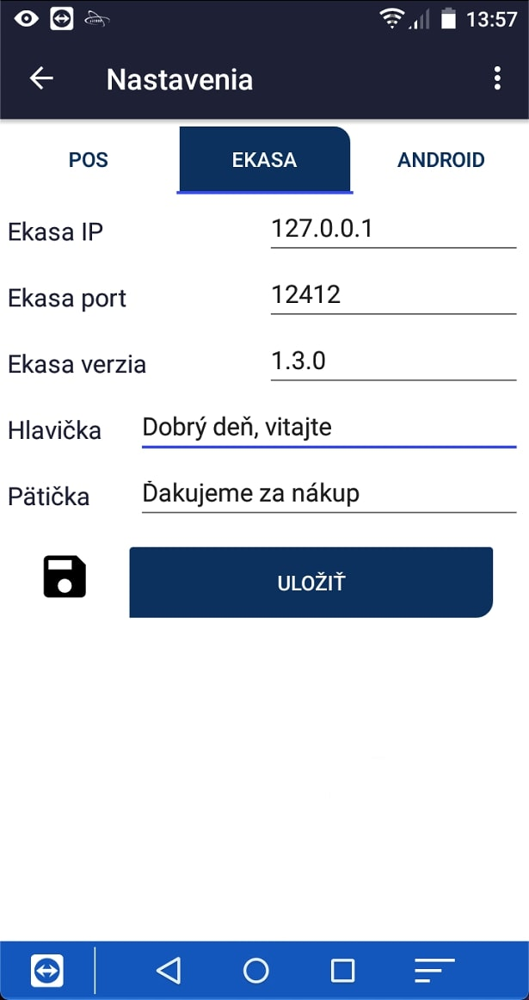 13:57
Nastavenia
POS EKASA ANDROID
Ekasa IP 127.0.0.1
Ekasa port 12412
Ekasa verzia 1.3.0
Hlavička Dobrý deň, vitajte
Pätička Ďakujeme za nákup
ULOŽIŤ